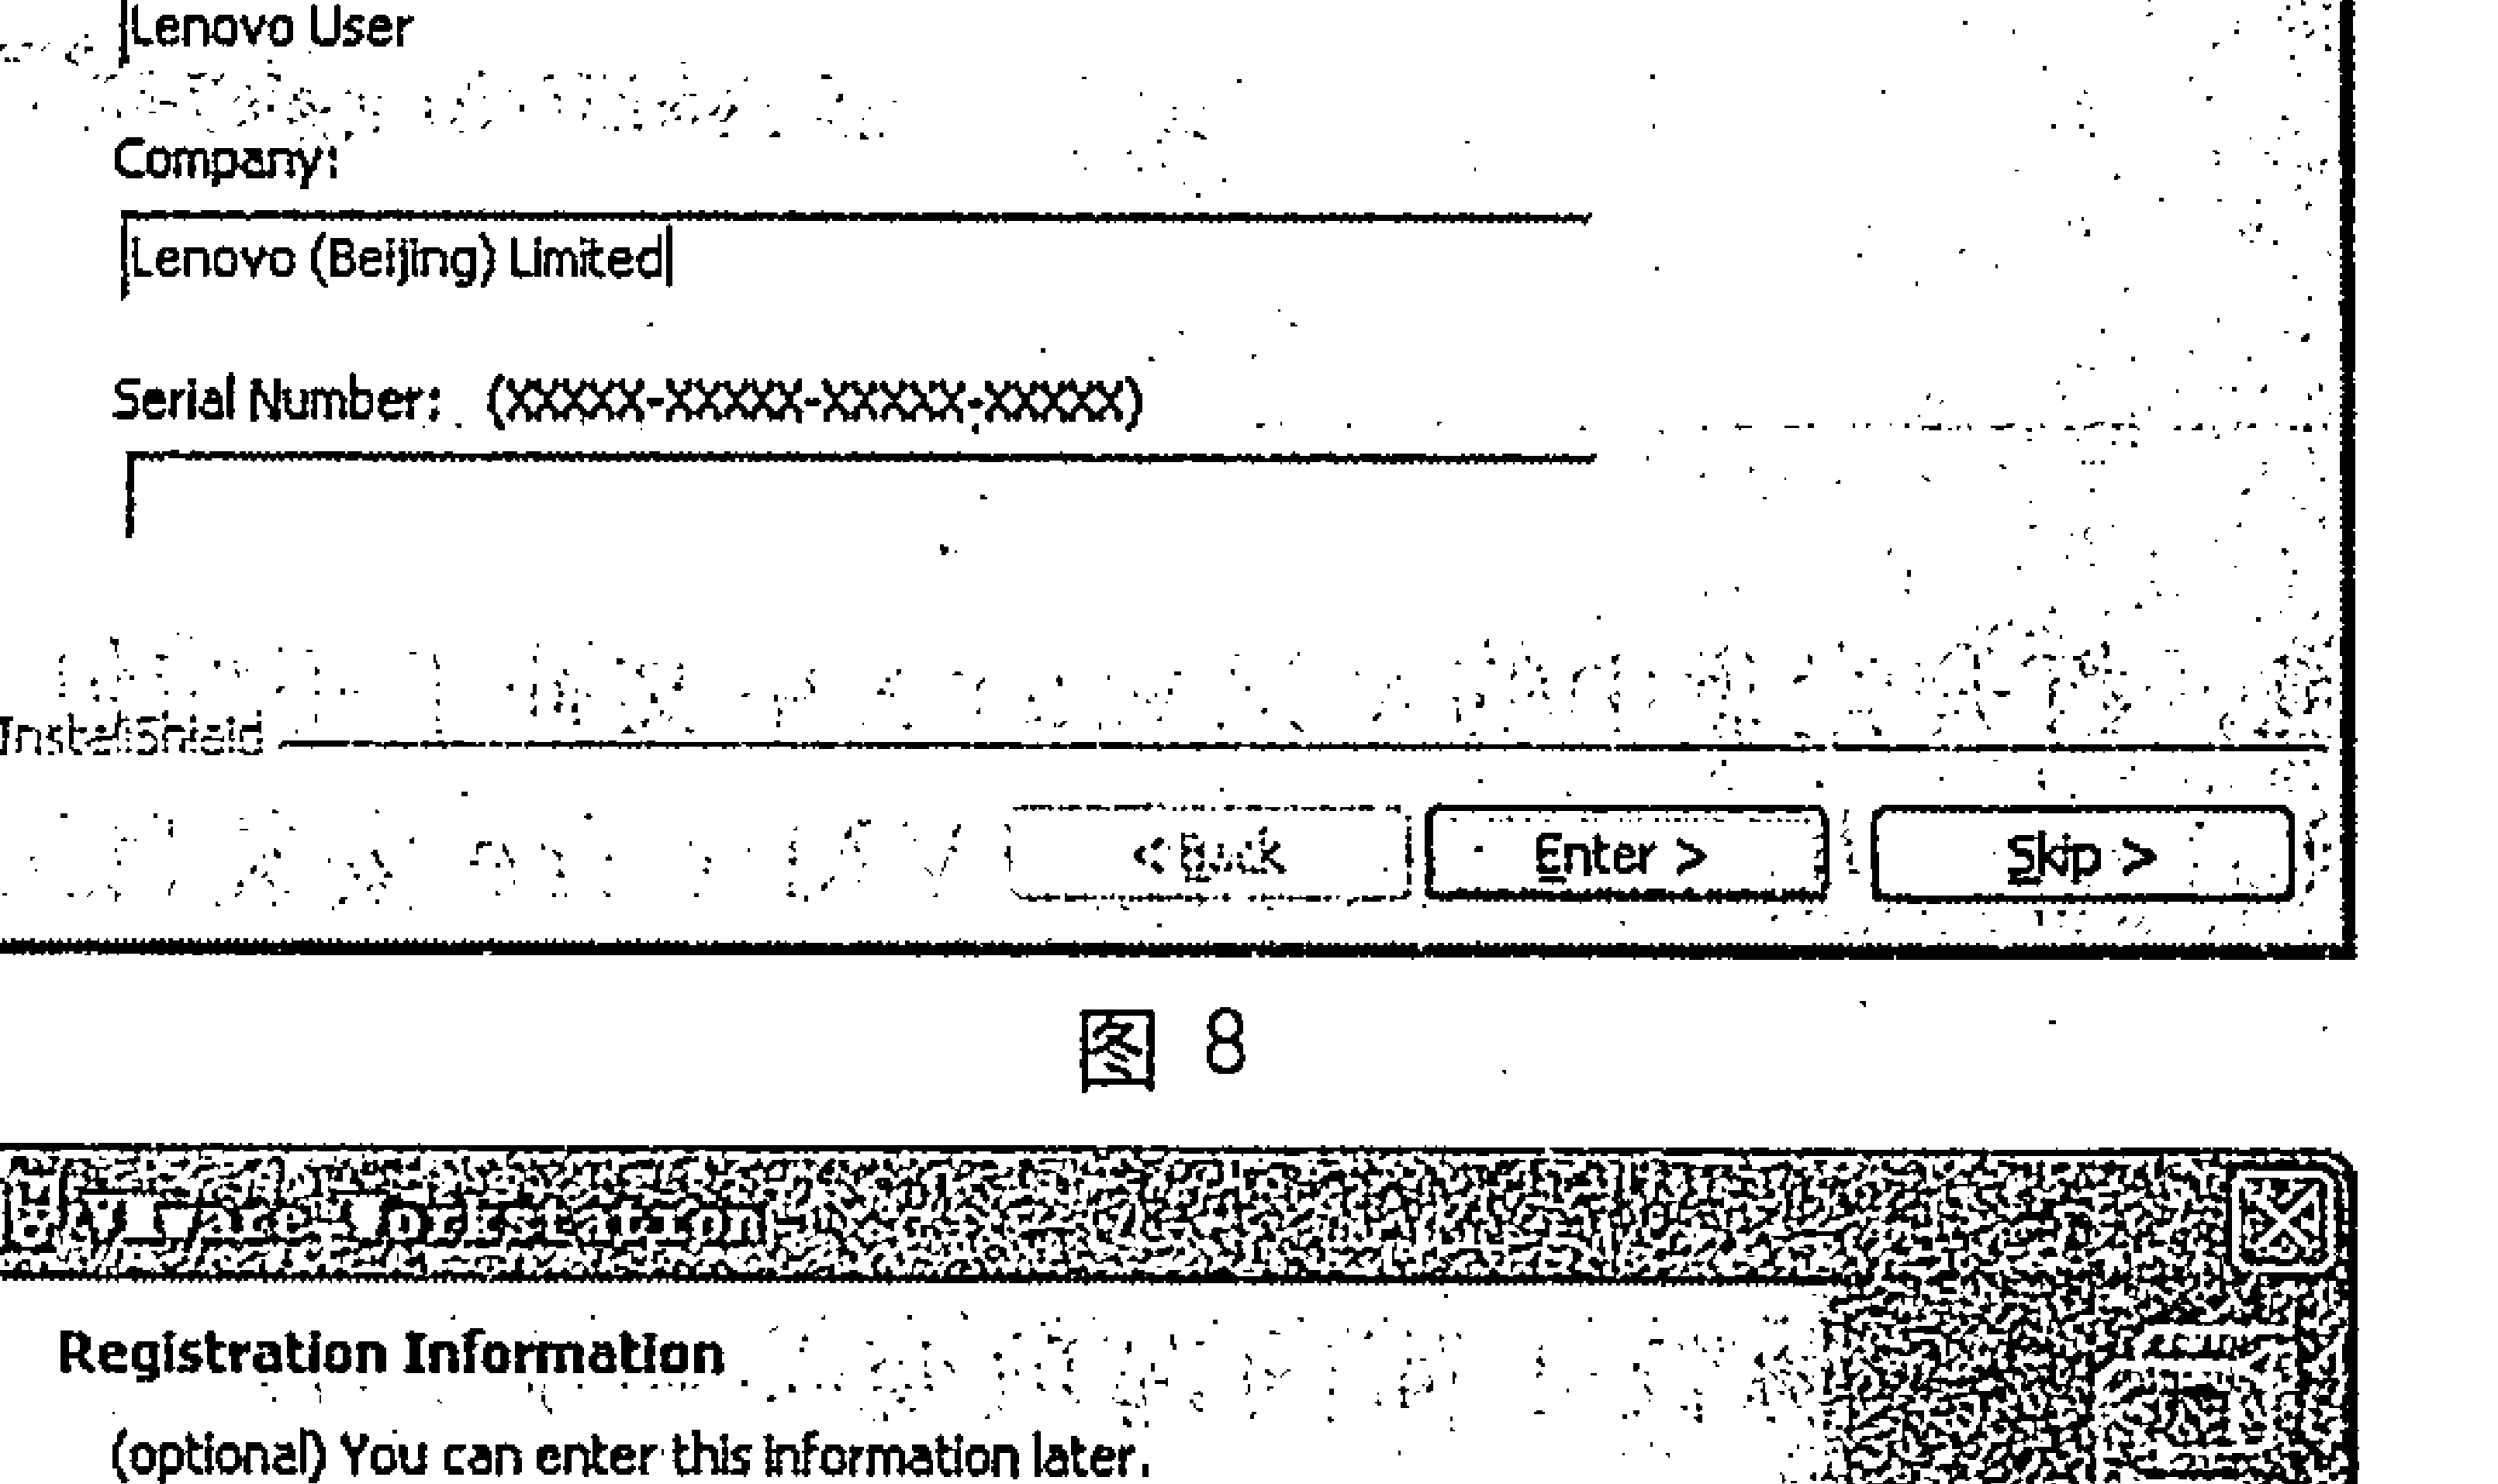 Lenovo User
Company:
Lenovo (Beijing) Limited
Serial Number: (XXXXX-XXXXX-XXXXX-XXXXX)
InstallShield
< Back
Enter >
Skip >
图 8
Registration Information
(optional) You can enter this information later.